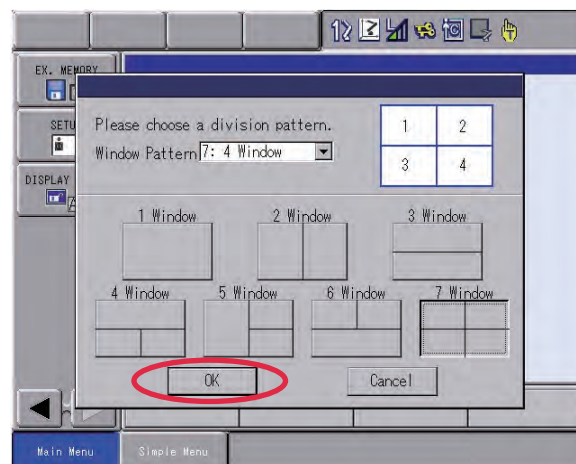 EX. MEMORY
SETU
DISPLAY
Please choose a division pattern.
Window Pattern 7: 4 Window
1 2
3 4
1 Window 2 Window 3 Window
4 Window 5 Window 6 Window 7 Window
OK Cancel
Main Menu Simple Menu